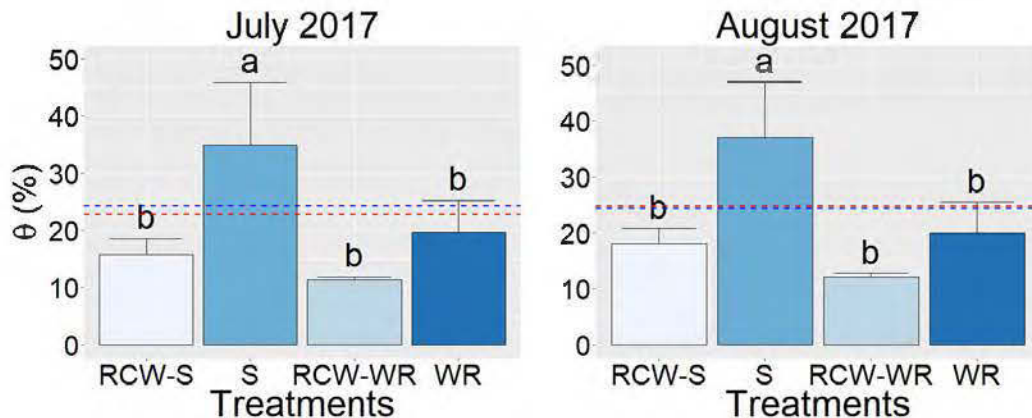 July 2017
50
40
30
20
10
0
θ (%)
b
a
b
b
RCW-S
S
RCW-WR
WR
Treatments
August 2017
50
40
30
20
10
0
b
a
b
b
RCW-S
S
RCW-WR
WR
Treatments